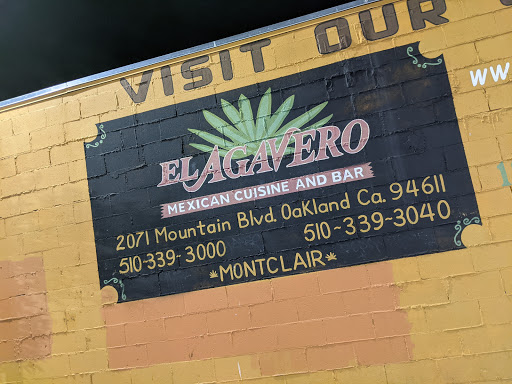 VISIT OUR
WW
EL AGAVERO
MEXICAN CUISINE AND BAR
2071 Mountain Blvd. Oakland Ca. 94611
510-339-3000 510-339-3040
MONTCLAIR